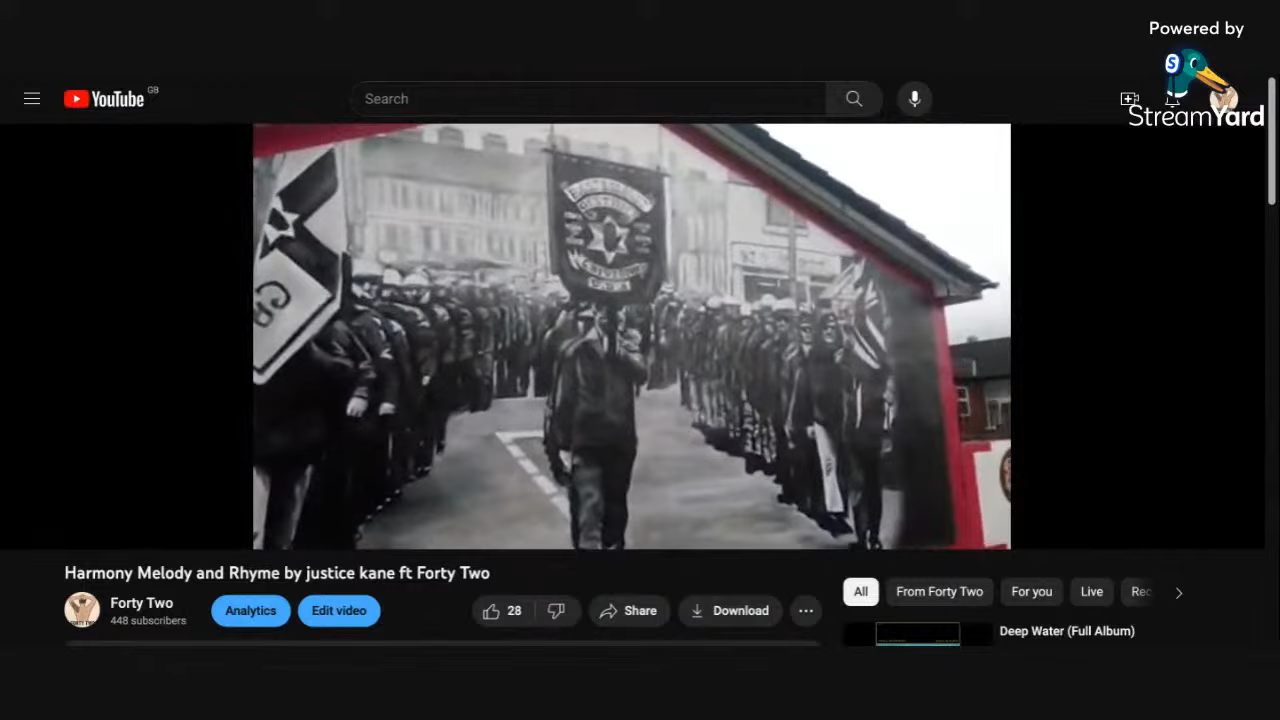 Powered by
StreamYard
YouTube GB
Search
U.D.A.
Harmony Melody and Rhyme by justice kane ft Forty Two
Forty Two
448 subscribers
Analytics
Edit video
28
Share
Download
All
From Forty Two
For you
Live
Rec
Deep Water (Full Album)